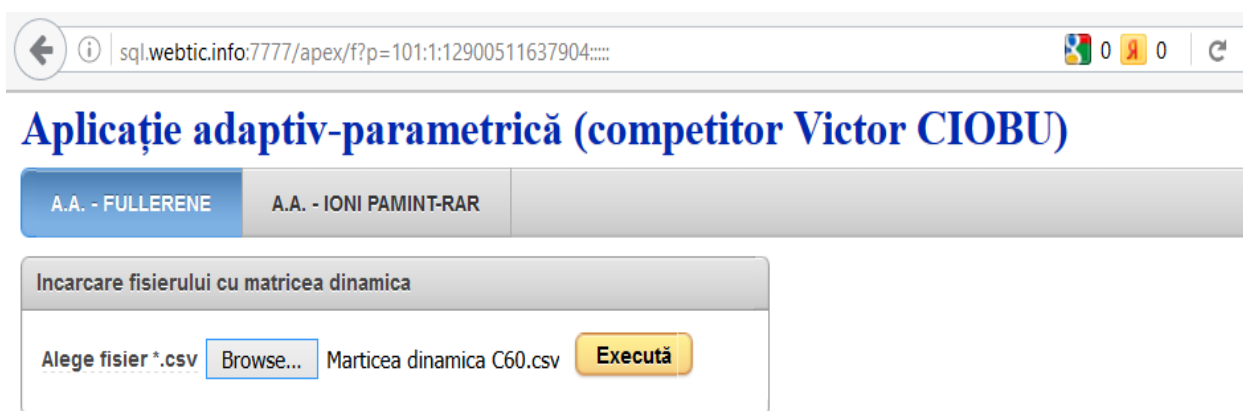 sql.webtic.info:7777/apex/f?p=101:1:12900511637904::::: 0 Я 0
Aplicație adaptiv-parametrică (competitor Victor CIOBU)
A.A. - FULLERENE A.A. - IONI PAMINT-RAR
Incarcare fisierului cu matricea dinamica
Alege fisier *.csv Browse... Marticea dinamica C60.csv Execută